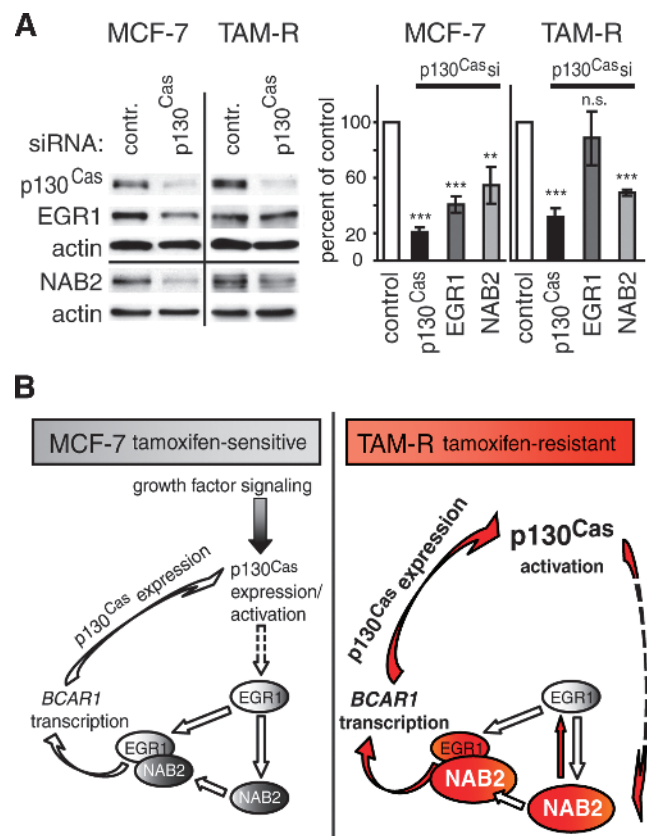 A
MCF-7 TAM-R
siRNA: contr. p130Cas contr. p130Cas
p130Cas
EGR1
actin
NAB2
actin
MCF-7 TAM-R
p130Cassi p130Cassi
percent of control
100
60
20
0
*** *** **
*** n.s. ***
control p130Cas EGR1 NAB2 control p130Cas EGR1 NAB2
B
MCF-7 tamoxifen-sensitive
growth factor signaling
p130Cas
expression/
activation
p130Cas expression
BCAR1
transcription
EGR1
EGR1
NAB2
NAB2
TAM-R tamoxifen-resistant
p130Cas
activation
p130Cas expression
BCAR1
transcription
EGR1
EGR1
NAB2
NAB2